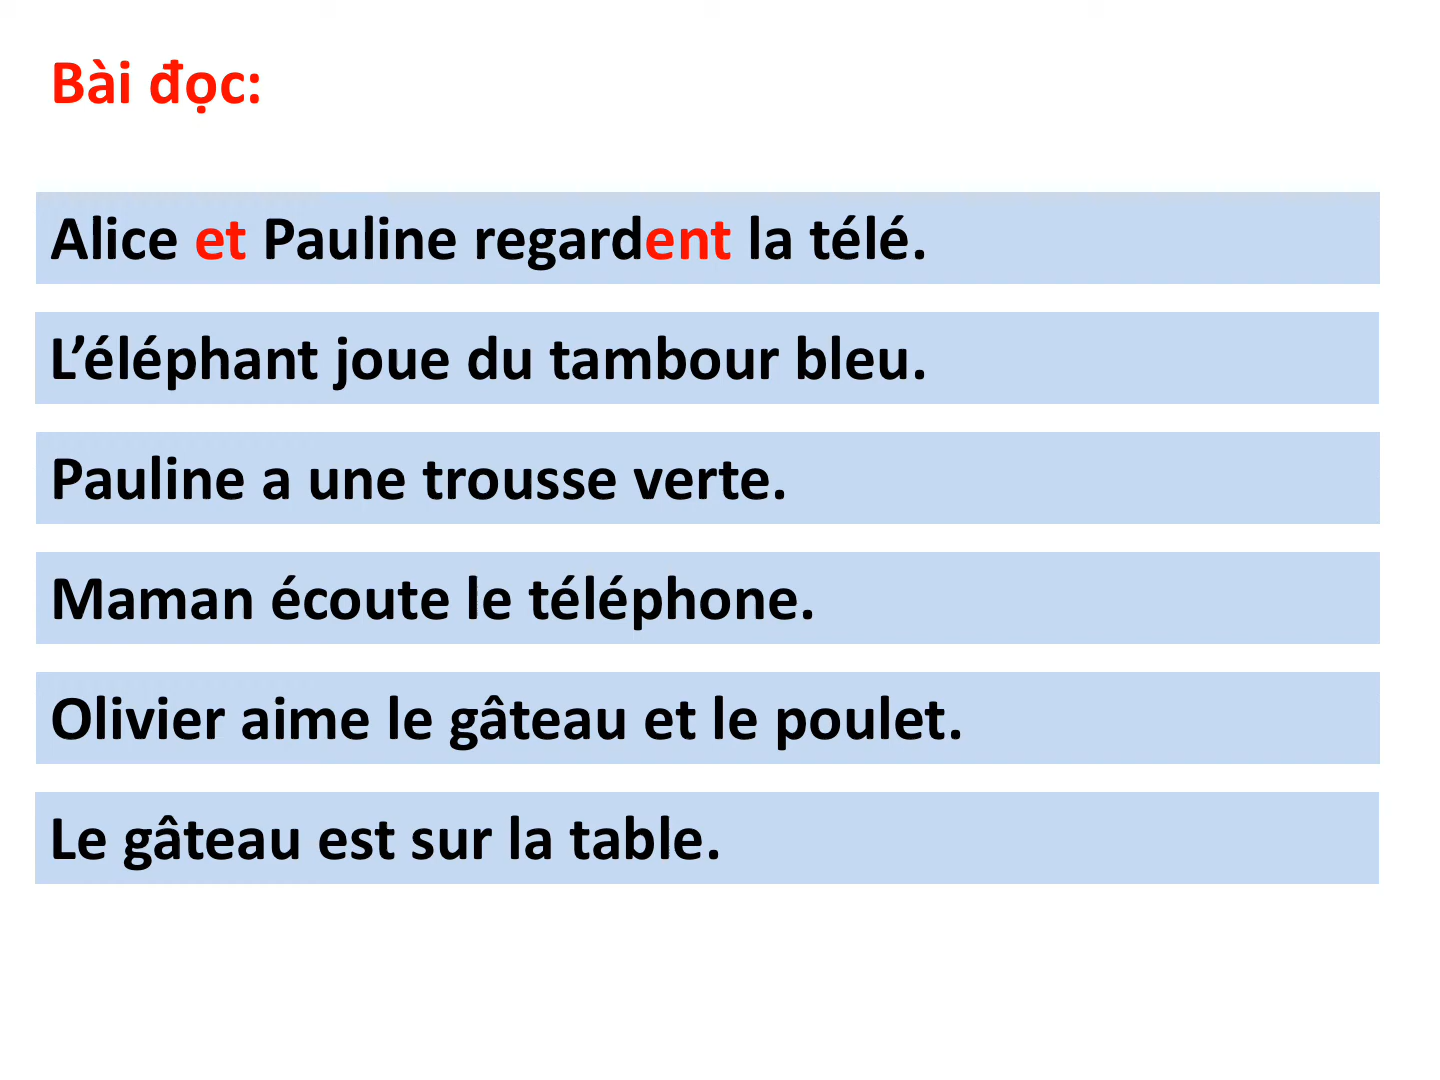 Bài đọc:
Alice et Pauline regardent la télé.
L’éléphant joue du tambour bleu.
Pauline a une trousse verte.
Maman écoute le téléphone.
Olivier aime le gâteau et le poulet.
Le gâteau est sur la table.